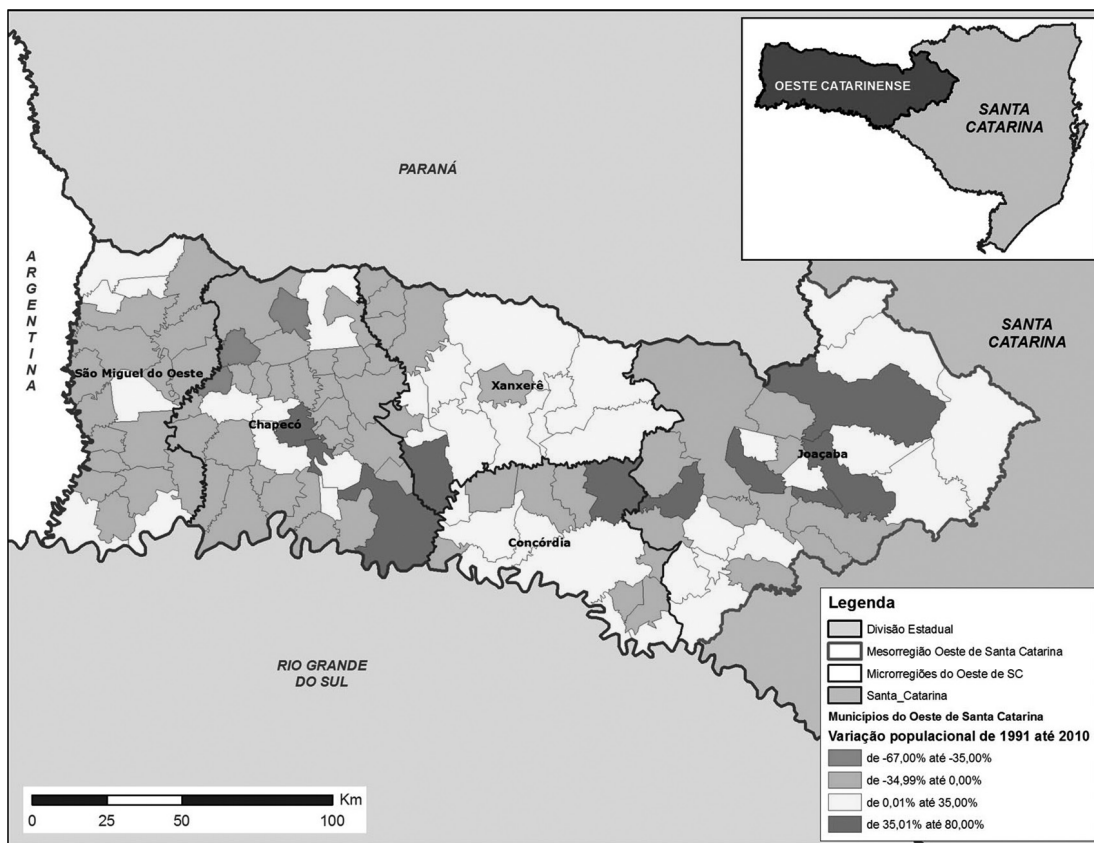 OESTE CATARINENSE
SANTA
CATARINA
PARANÁ
ARGENTINA
SANTA
CATARINA
São Miguel do Oeste
Xanxerê
Chapecó
Joaçaba
Concórdia
RIO GRANDE
DO SUL
Legenda
Divisão Estadual
Mesorregião Oeste de Santa Catarina
Microrregiões do Oeste de SC
Santa_Catarina
Municípios do Oeste de Santa Catarina
Variação populacional de 1991 até 2010
de -67,00% até -35,00%
de -34,99% até 0,00%
de 0,01% até 35,00%
de 35,01% até 80,00%
Km
0 25 50 100